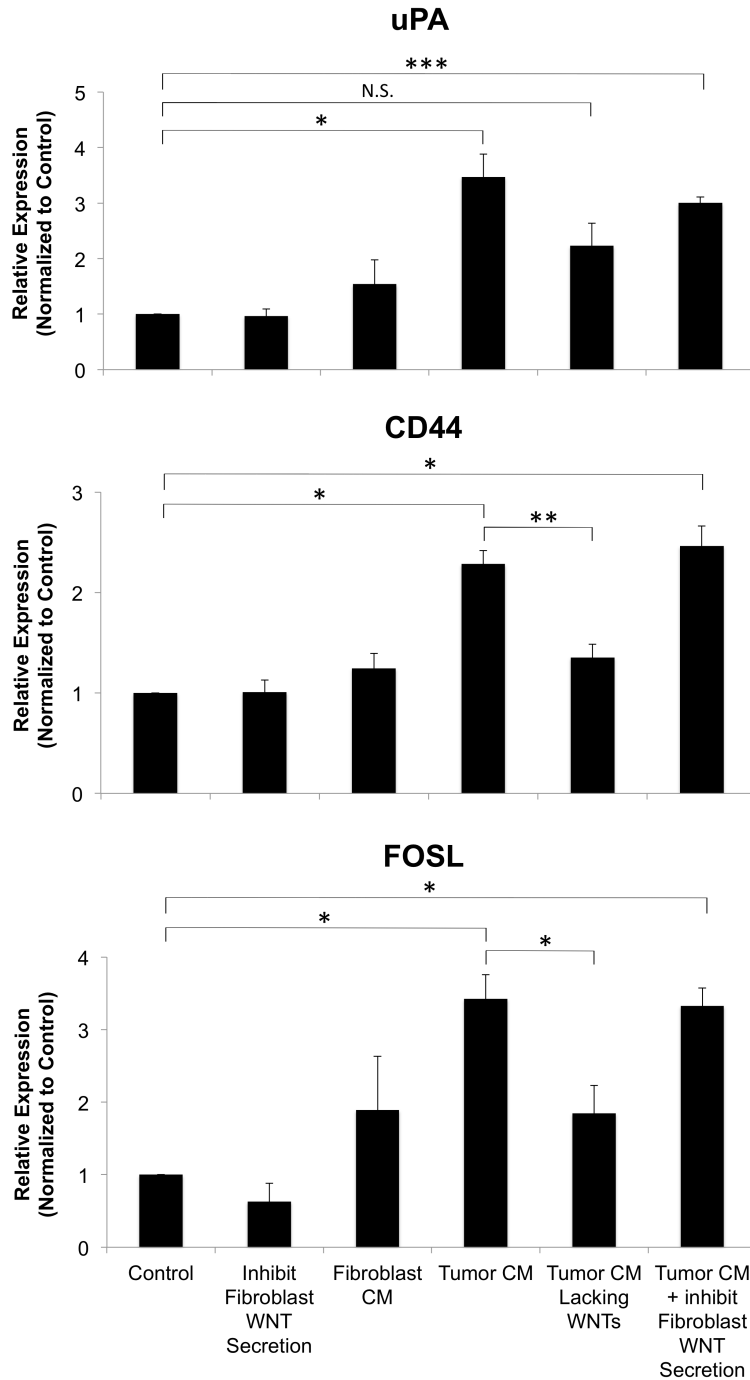 uPA
***
N.S.
*
5
4
3
2
1
0
Relative Expression
(Normalized to Control)
CD44
*
*
**
3
2
1
0
Relative Expression
(Normalized to Control)
FOSL
*
*
*
4
3
2
1
0
Relative Expression
(Normalized to Control)
Control
Inhibit
Fibroblast
WNT
Secretion
Fibroblast
CM
Tumor CM
Tumor CM
Lacking
WNTs
Tumor CM
+ inhibit
Fibroblast
WNT
Secretion